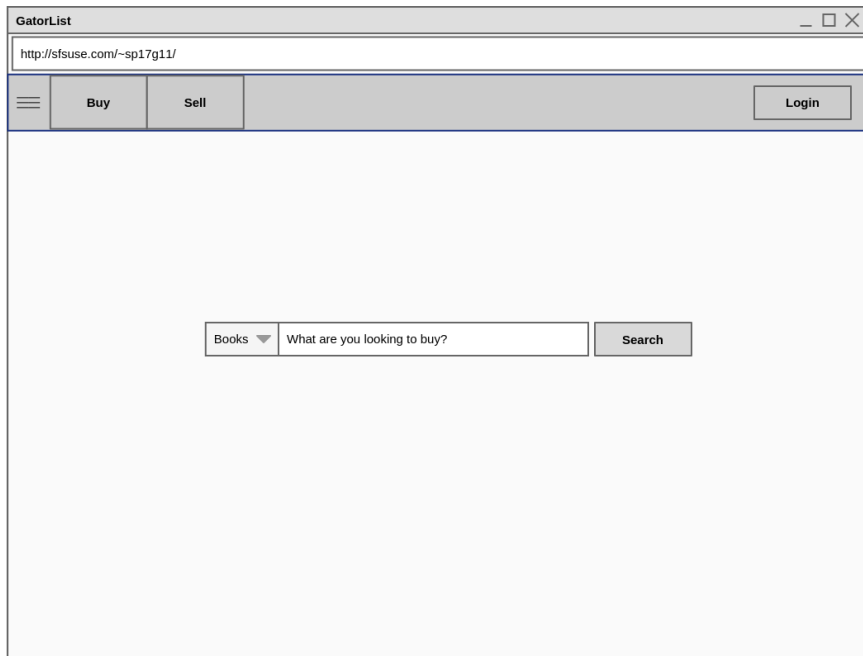 GatorList
http://sfsuse.com/~sp17g11/
Buy Sell Login
Books What are you looking to buy? Search